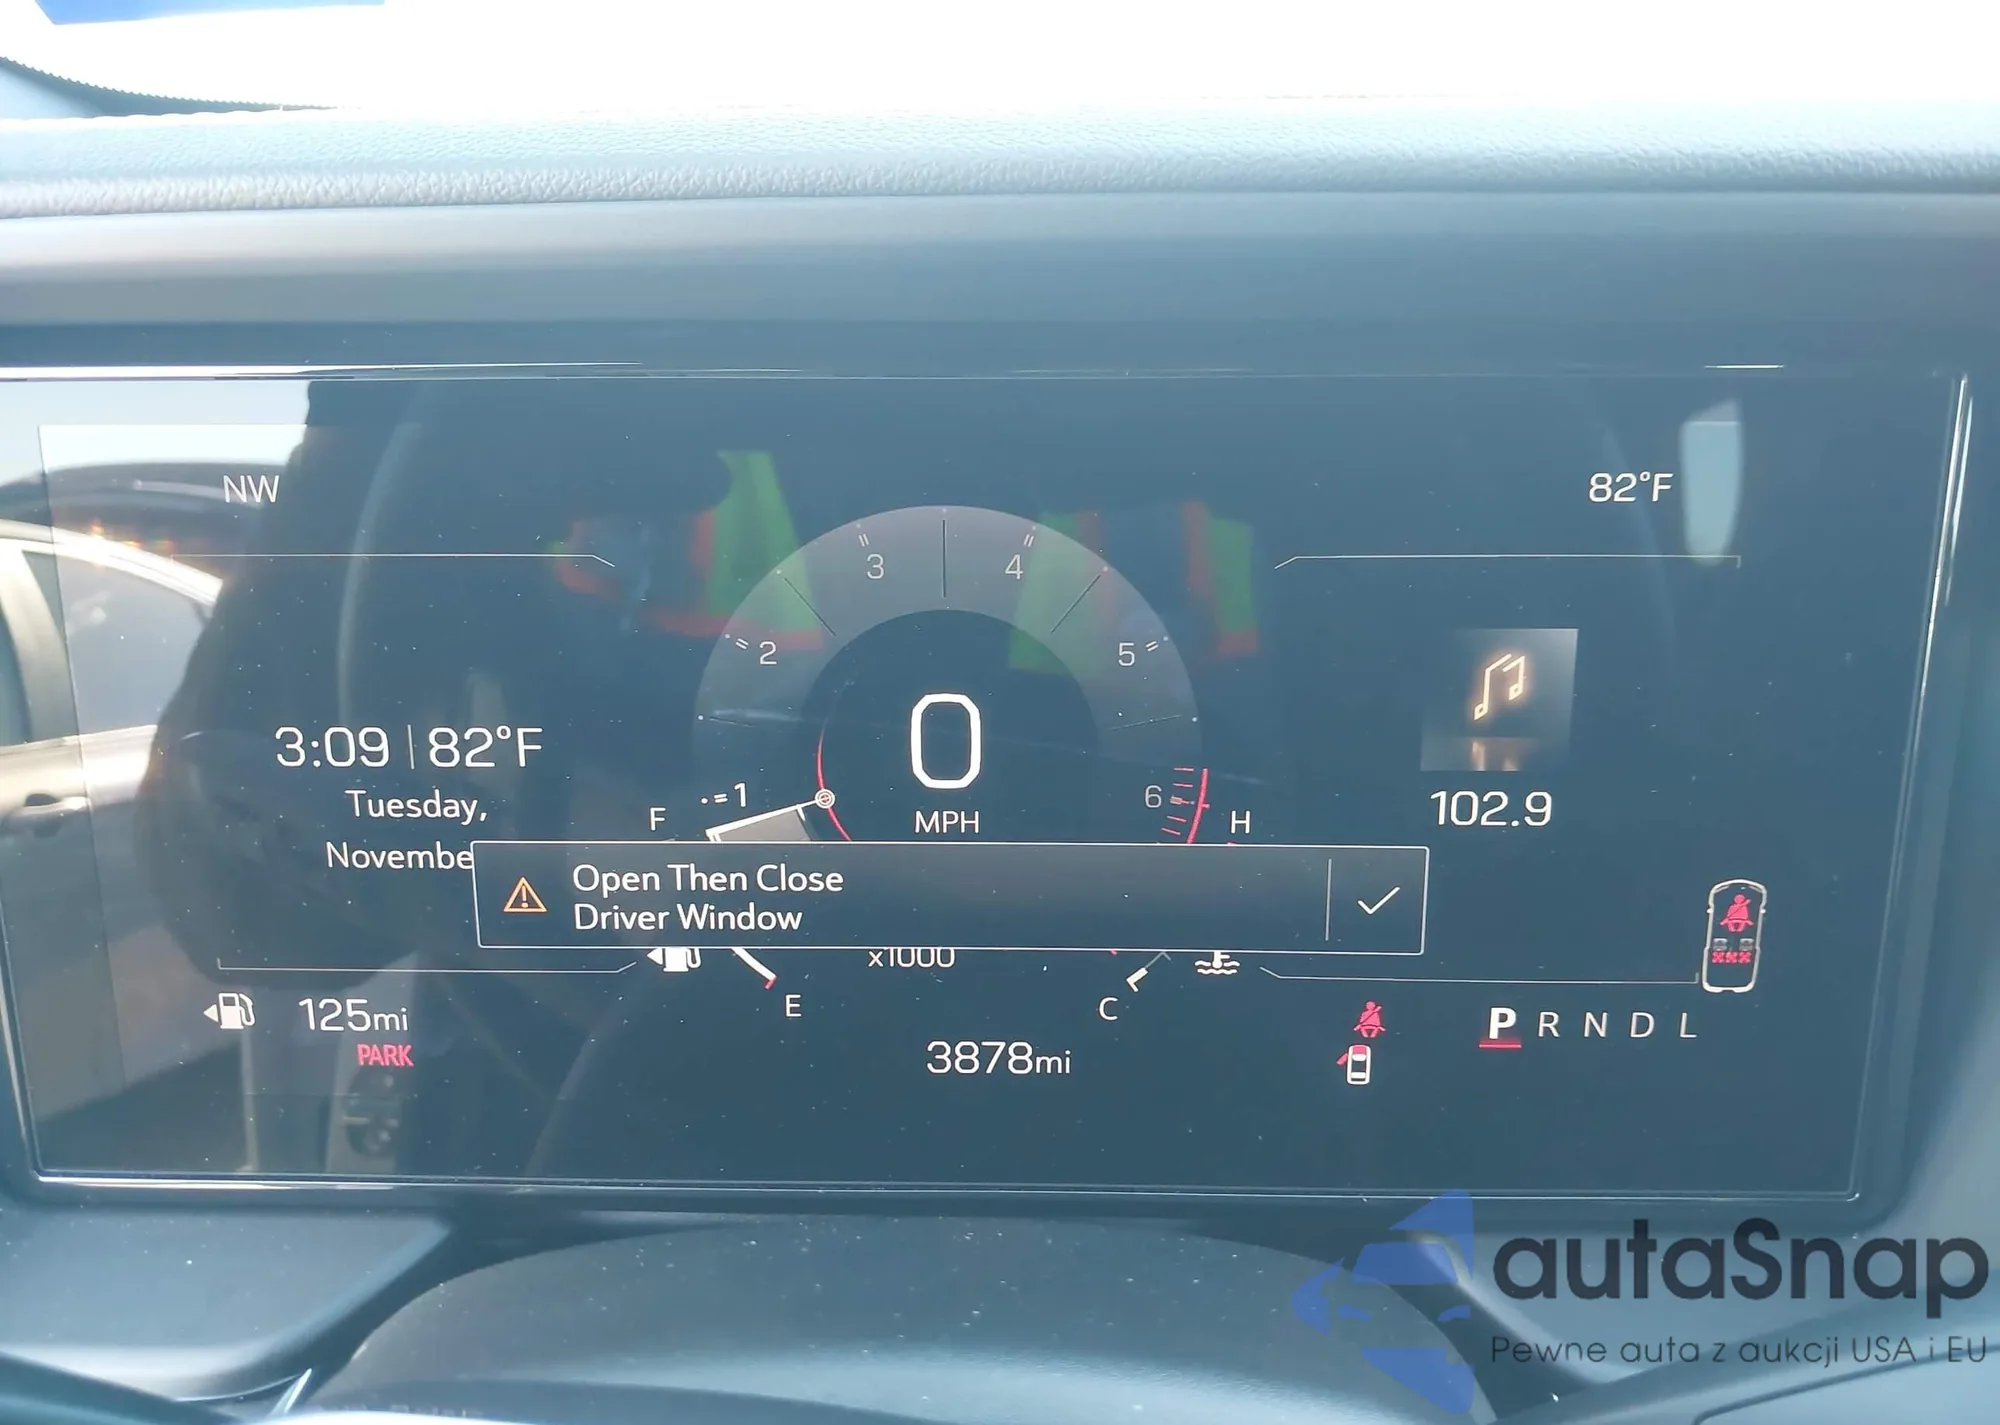 NW
82°F
3
4
2
5
3:09 | 82°F
0
Tuesday,
102.9
1
6
F
MPH
H
Novembe
Open Then Close
Driver Window
x1000
E
C
125mi
P R N D L
PARK
3878mi
autaSnap
Pewne auta z aukcji USA i EU